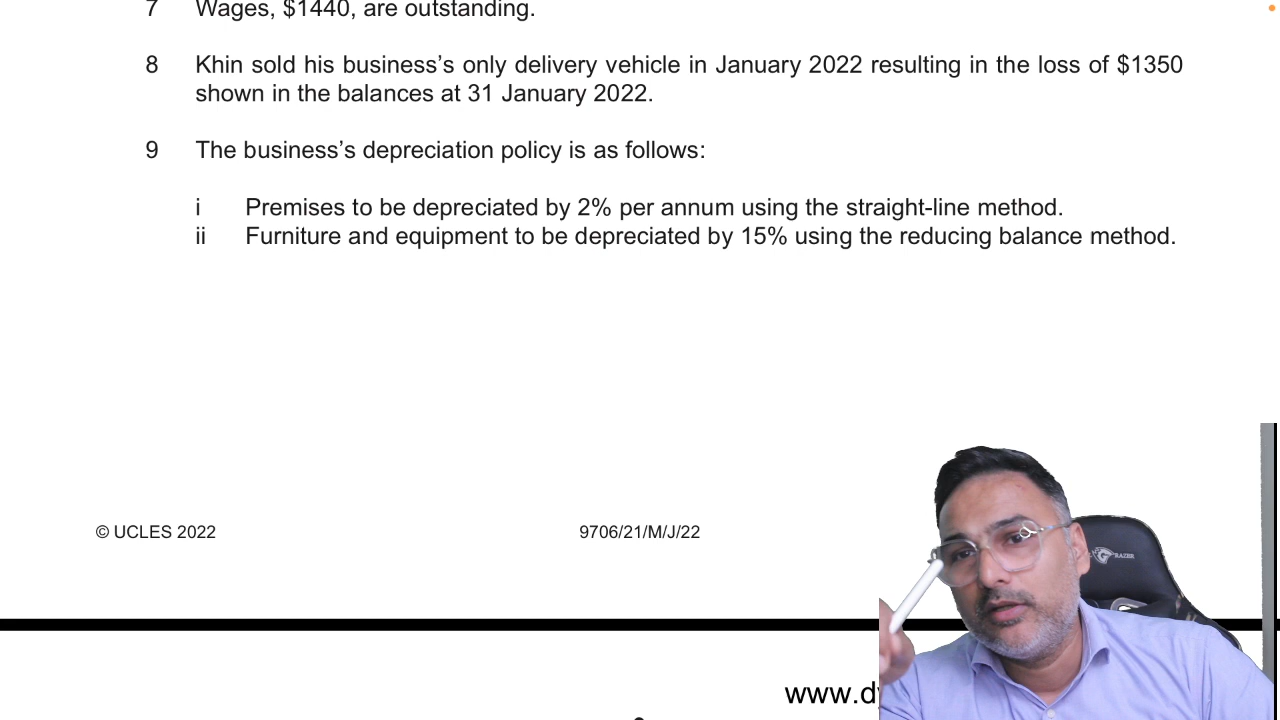 7 Wages, $1440, are outstanding.
8 Khin sold his business’s only delivery vehicle in January 2022 resulting in the loss of $1350
shown in the balances at 31 January 2022.
9 The business’s depreciation policy is as follows:
i Premises to be depreciated by 2% per annum using the straight-line method.
ii Furniture and equipment to be depreciated by 15% using the reducing balance method.
© UCLES 2022 9706/21/M/J/22
www.d